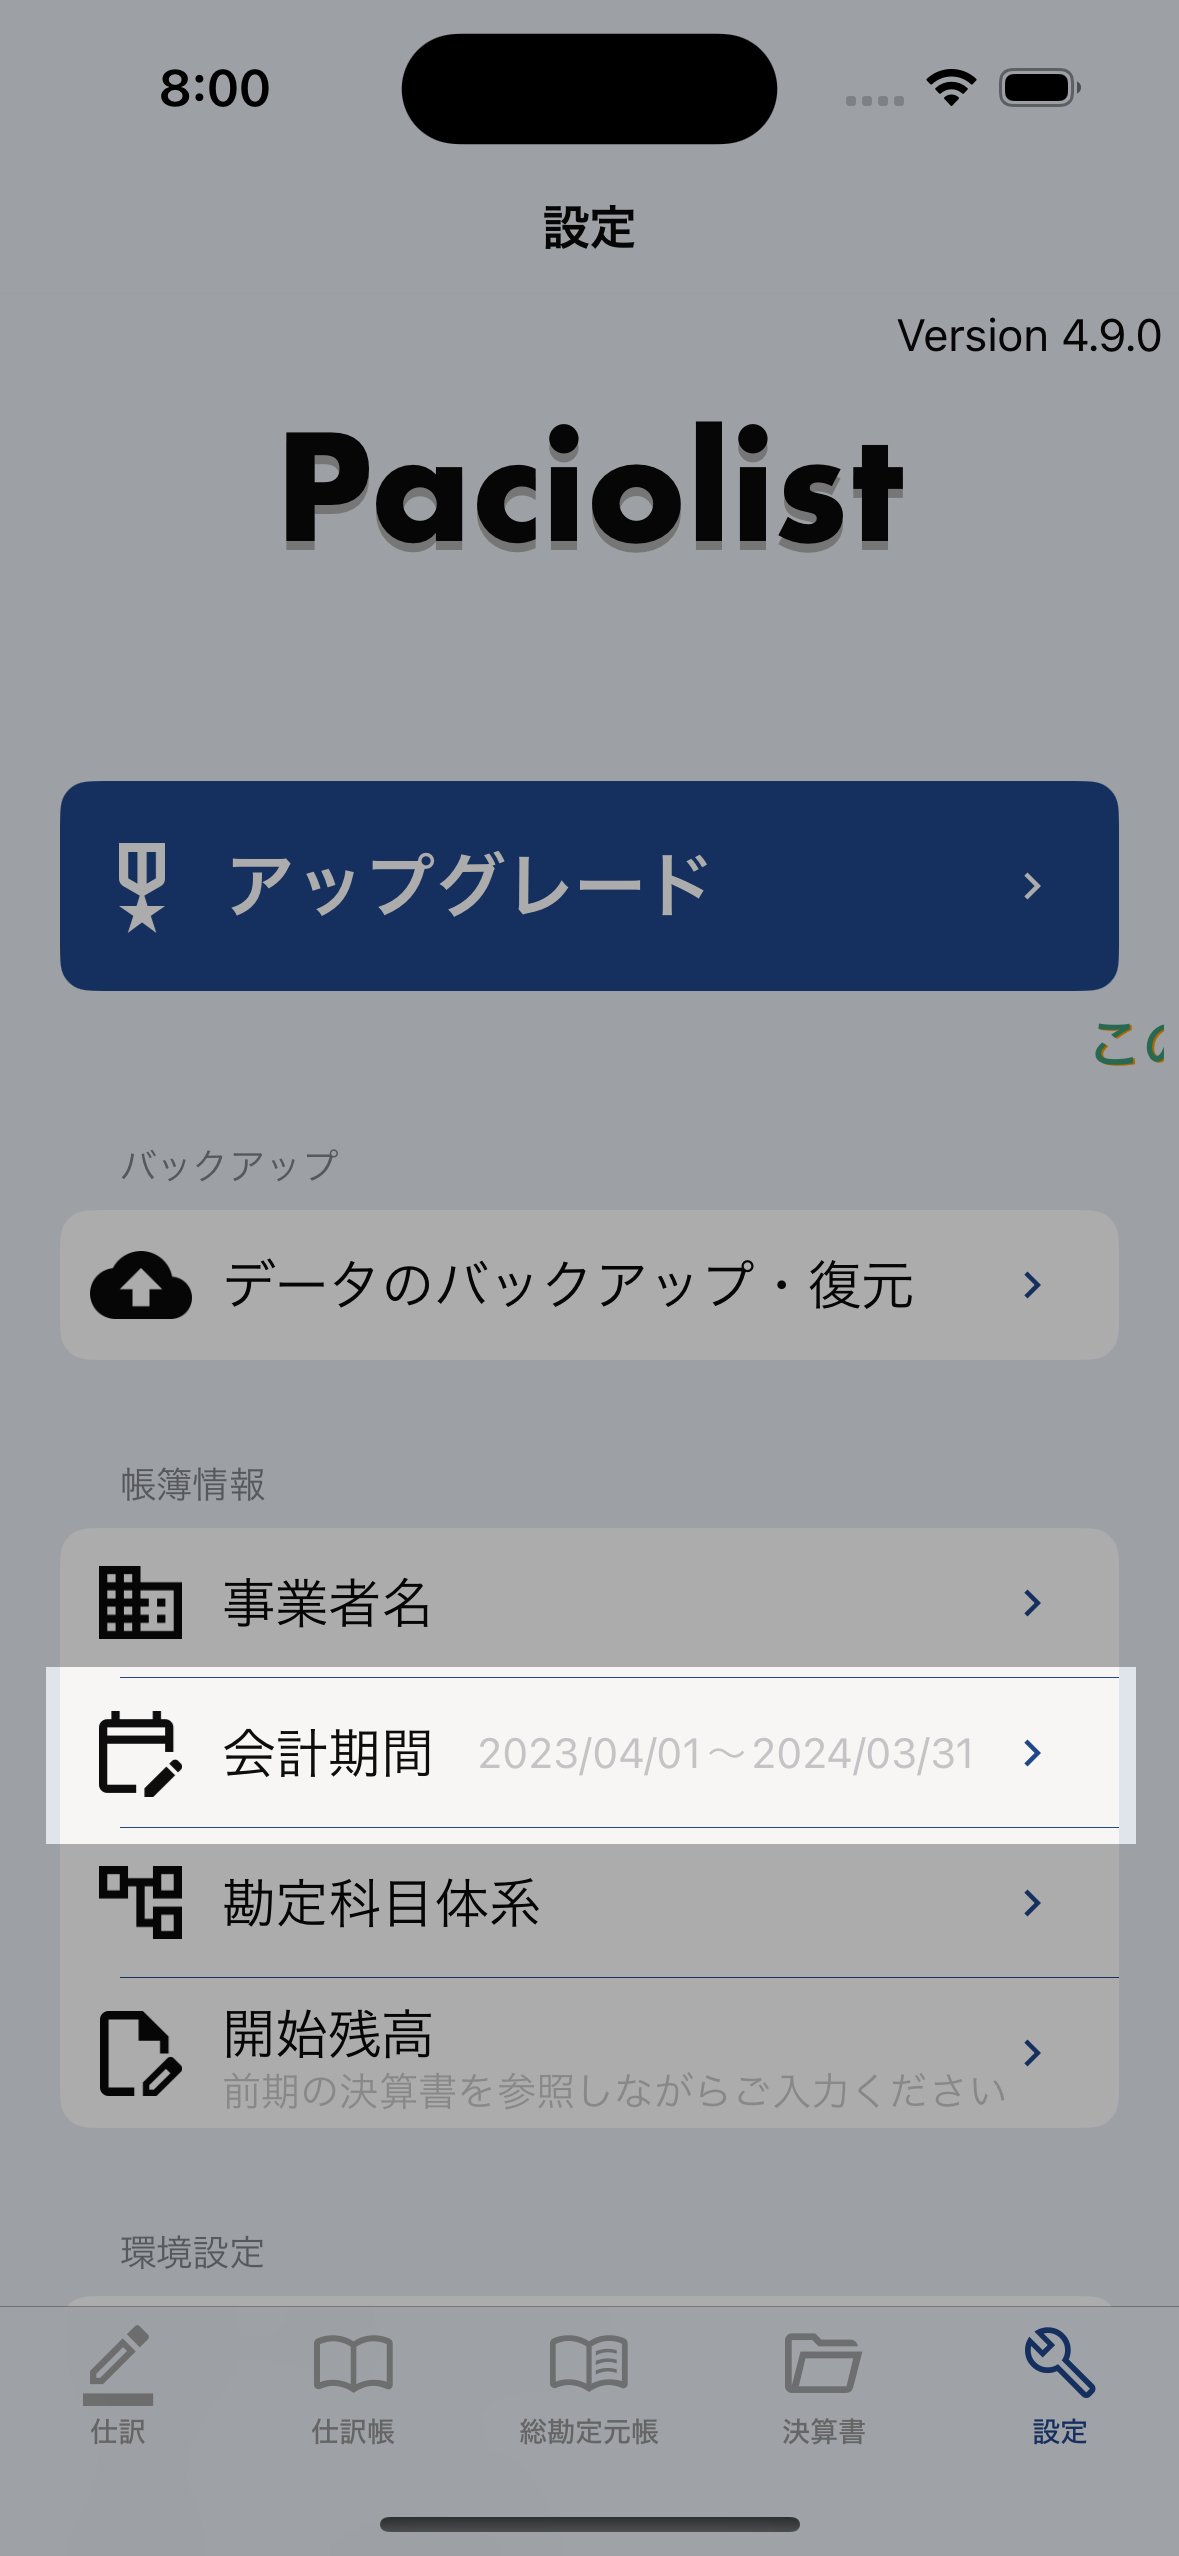 8:00
設定
Version 4.9.0
Paciolist
アップグレード
この
バックアップ
データのバックアップ・復元
帳簿情報
事業者名
会計期間 2023/04/01～2024/03/31
勘定科目体系
開始残高
前期の決算書を参照しながらご入力ください
環境設定
仕訳 仕訳帳 総勘定元帳 決算書 設定